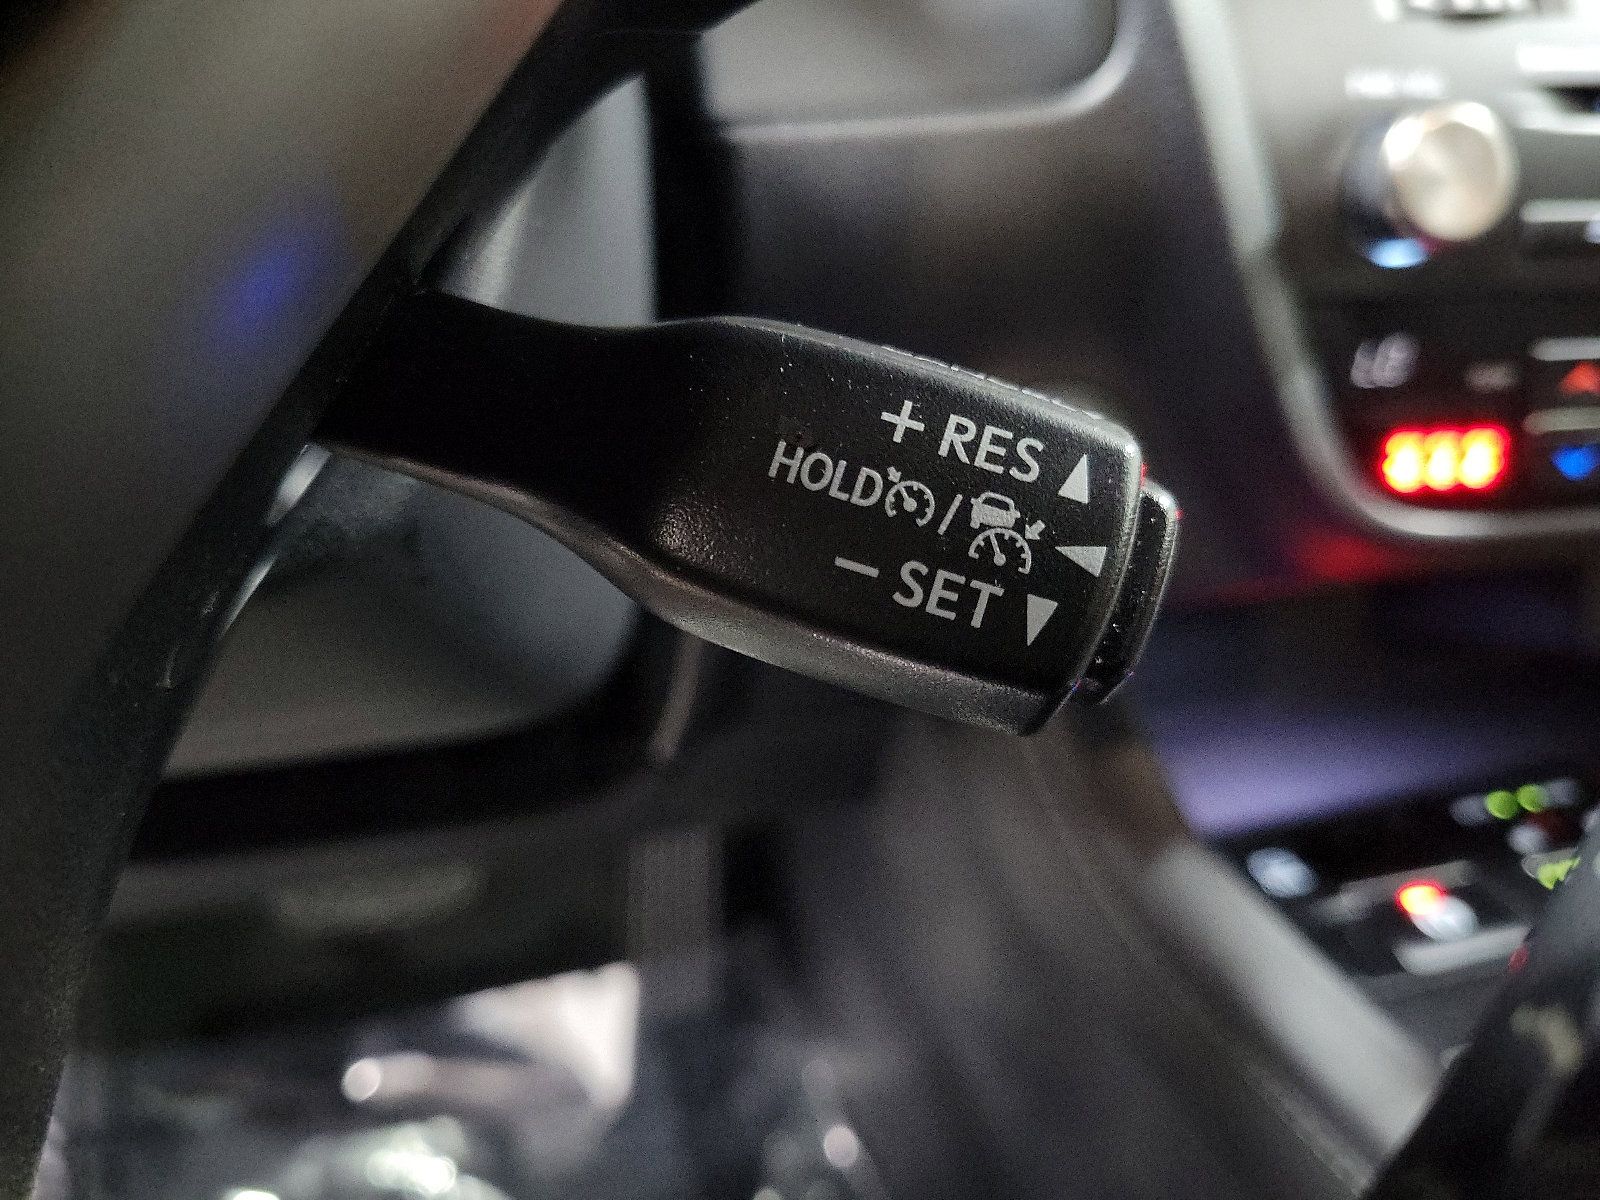 + RES
HOLD /
– SET